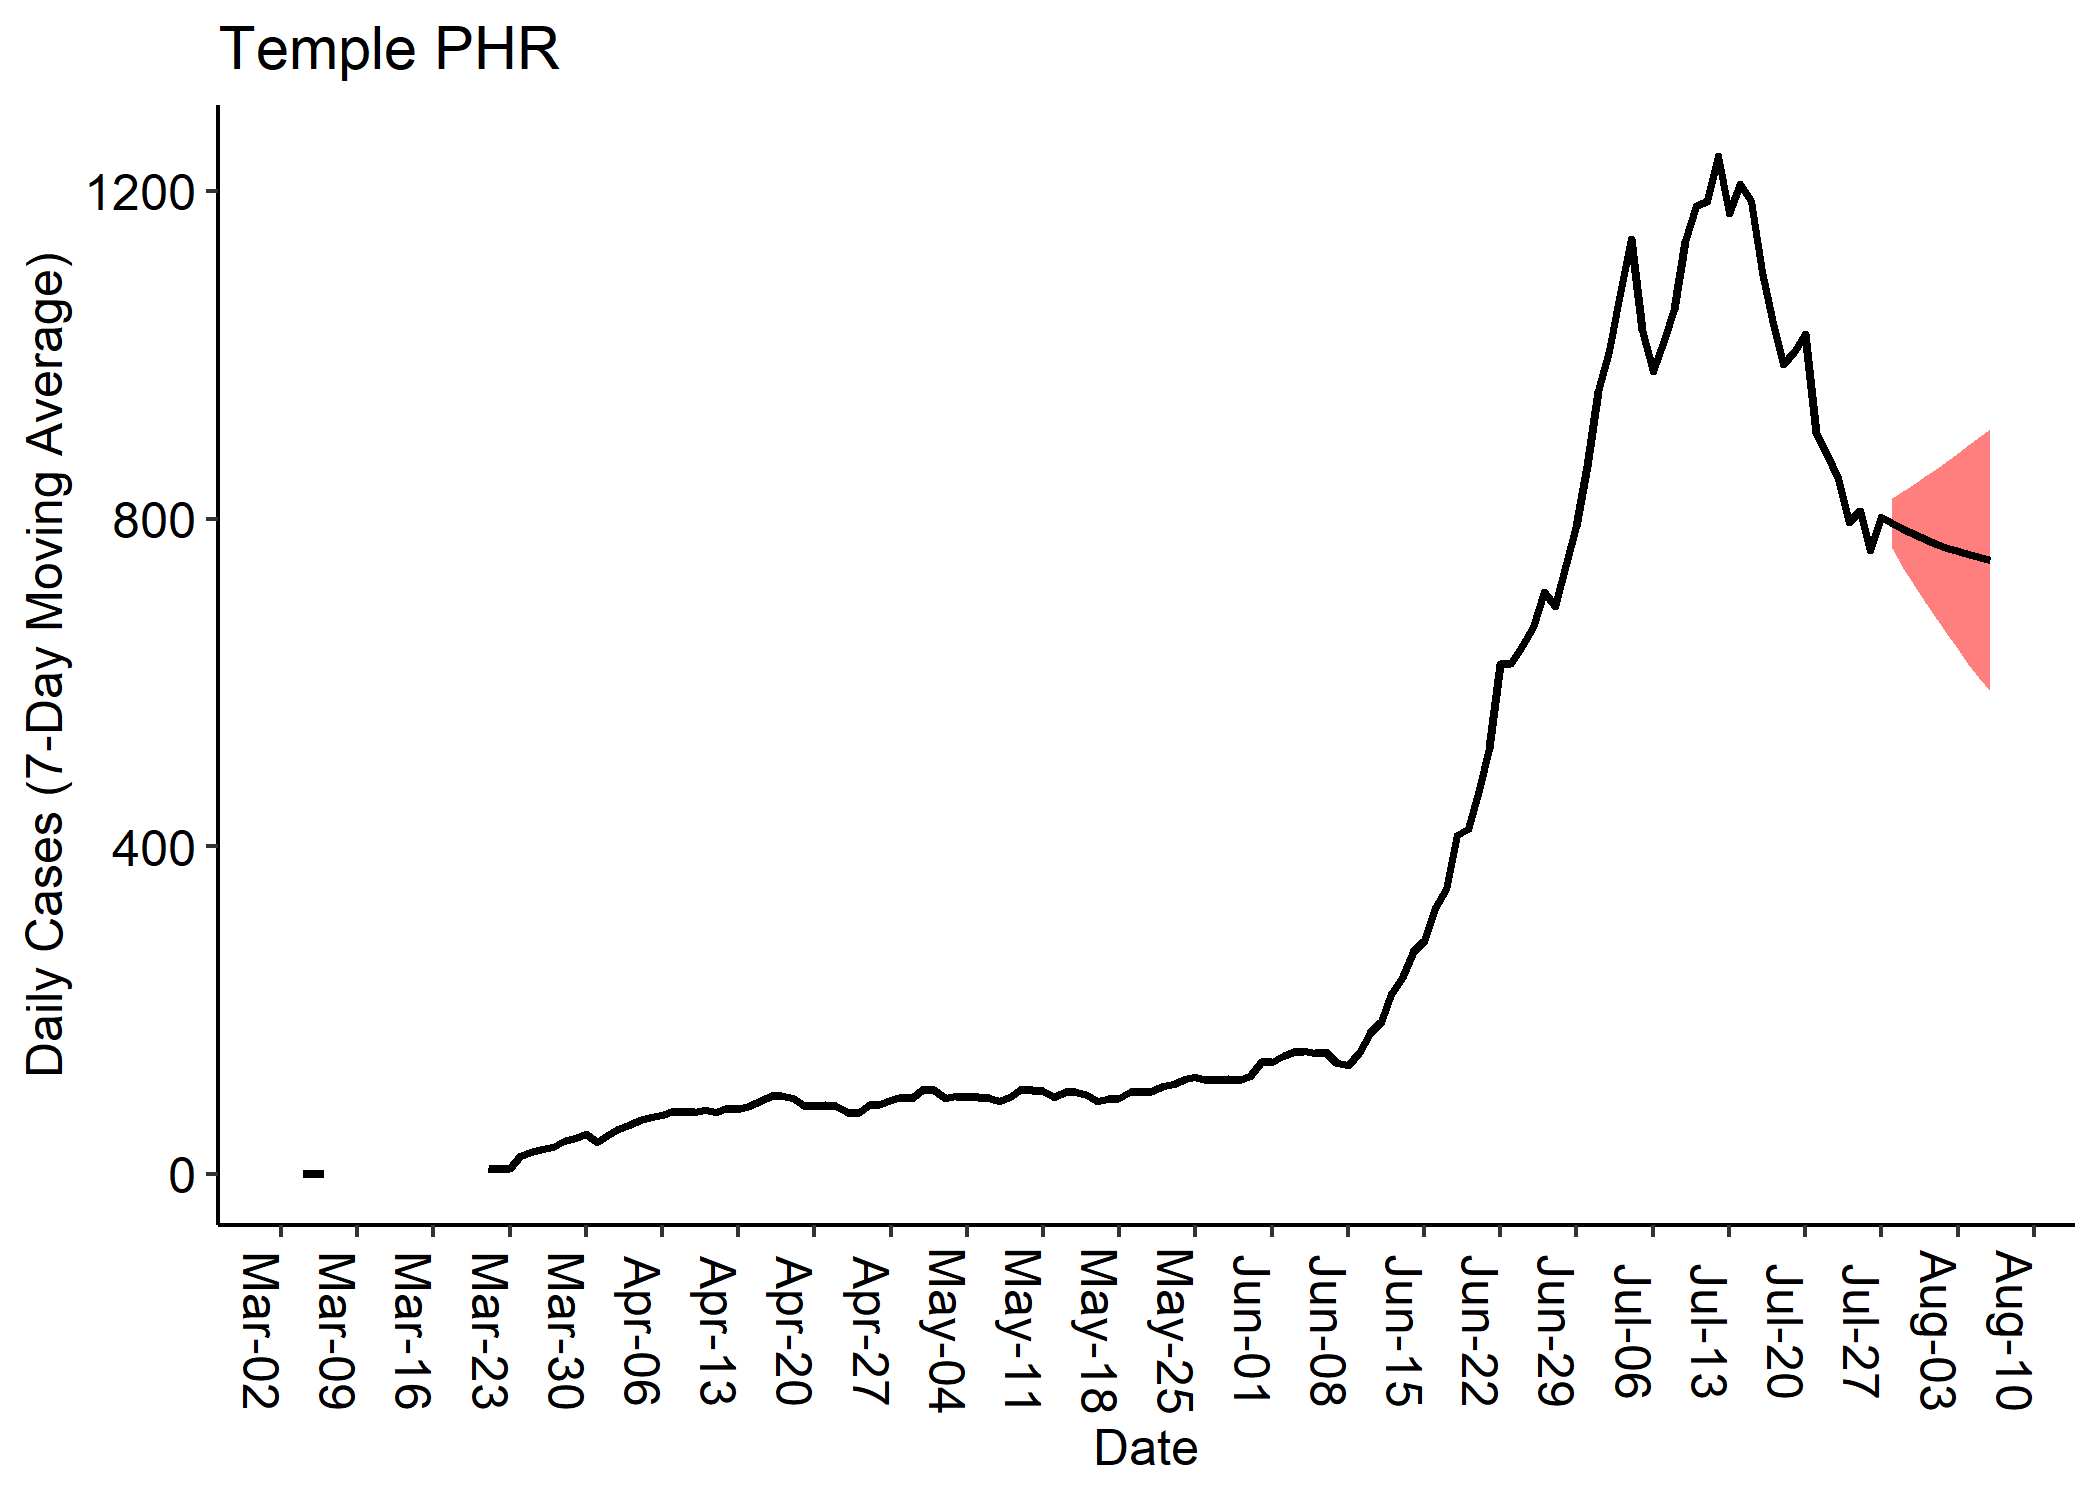 Temple PHR
Daily Cases (7-Day Moving Average)
1200
800
400
0
Mar-02
Mar-09
Mar-16
Mar-23
Mar-30
Apr-06
Apr-13
Apr-20
Apr-27
May-04
May-11
May-18
May-25
Jun-01
Jun-08
Jun-15
Jun-22
Jun-29
Jul-06
Jul-13
Jul-20
Jul-27
Aug-03
Aug-10
Date